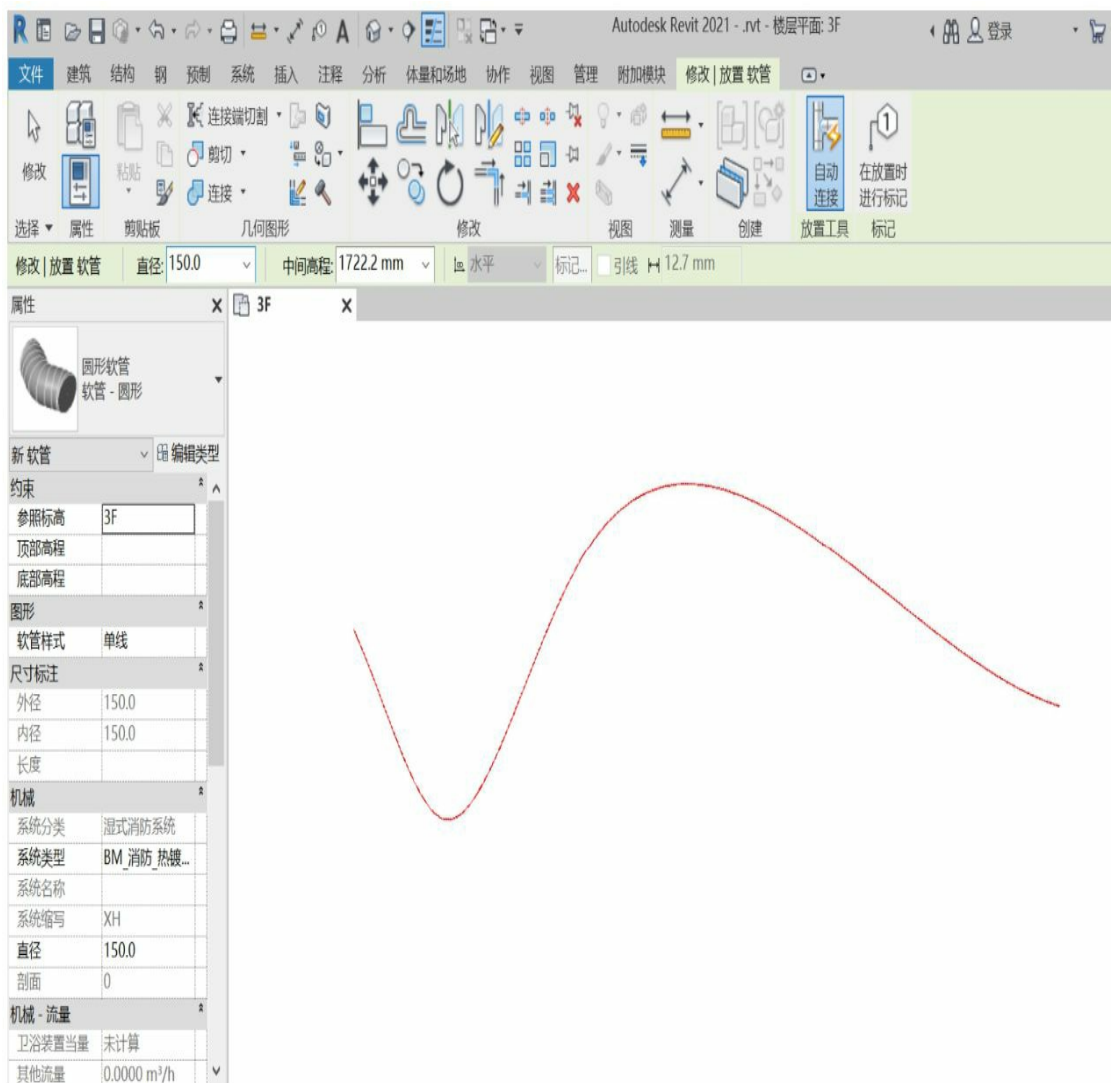 Autodesk Revit 2021 - .rvt - 楼层平面: 3F
登录
文件 建筑 结构 钢 预制 系统 插入 注释 分析 体量和场地 协作 视图 管理 附加模块 修改 | 放置 软管
修改
粘贴
连接端切割
剪切
连接
自动
连接
1
在放置时
进行标记
选择 属性 剪贴板 几何图形 修改 视图 测量 创建 放置工具 标记
修改 | 放置 软管 直径: 150.0 中间高程: 1722.2 mm 水平 标记... 引线 12.7 mm
属性 X
3F X
圆形软管
软管 - 圆形
新 软管 编辑类型
约束
参照标高 3F
顶部高程
底部高程
图形
软管样式 单线
尺寸标注
外径 150.0
内径 150.0
长度
机械
系统分类 湿式消防系统
系统类型 BM_消防_热镀...
系统名称
系统缩写 XH
直径 150.0
剖面 0
机械 - 流量
卫浴装置当量 未计算
其他流量 0.0000 m³/h